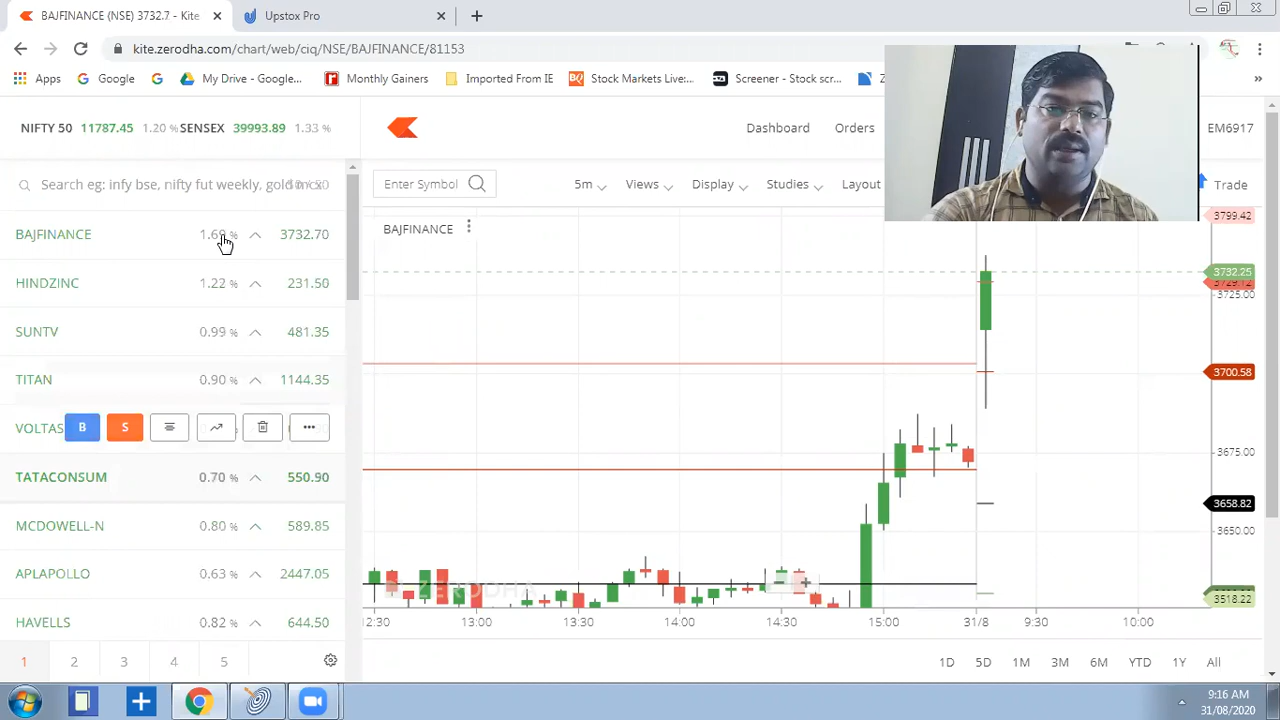 BAJFINANCE (NSE) 3732.7 - Kite
Upstox Pro
kite.zerodha.com/chart/web/ciq/NSE/BAJFINANCE/81153
Apps
Google
My Drive - Google...
Monthly Gainers
Imported From IE
Stock Markets Live:...
Screener - Stock scr...
NIFTY 50 11787.45 1.20 % SENSEX 39993.89 1.33 %
Dashboard
Orders
EM6917
Search eg: infy bse, nifty fut weekly, gold mcx
Enter Symbol
5m
Views
Display
Studies
Layout
Trade
BAJFINANCE 1.69 % 3732.70
HINDZINC 1.22 % 231.50
SUNTV 0.99 % 481.35
TITAN 0.90 % 1144.35
VOLTAS B S
TATACONSUM 0.70 % 550.90
MCDOWELL-N 0.80 % 589.85
APLAPOLLO 0.63 % 2447.05
HAVELLS 0.82 % 644.50
1 2 3 4 5
BAJFINANCE
3799.42
3732.25
3725.00
3700.58
3675.00
3658.82
3650.00
3518.22
ZERODHA
12:30 13:00 13:30 14:00 14:30 15:00 31/8 9:30 10:00
1D 5D 1M 3M 6M YTD 1Y All
9:16 AM
31/08/2020